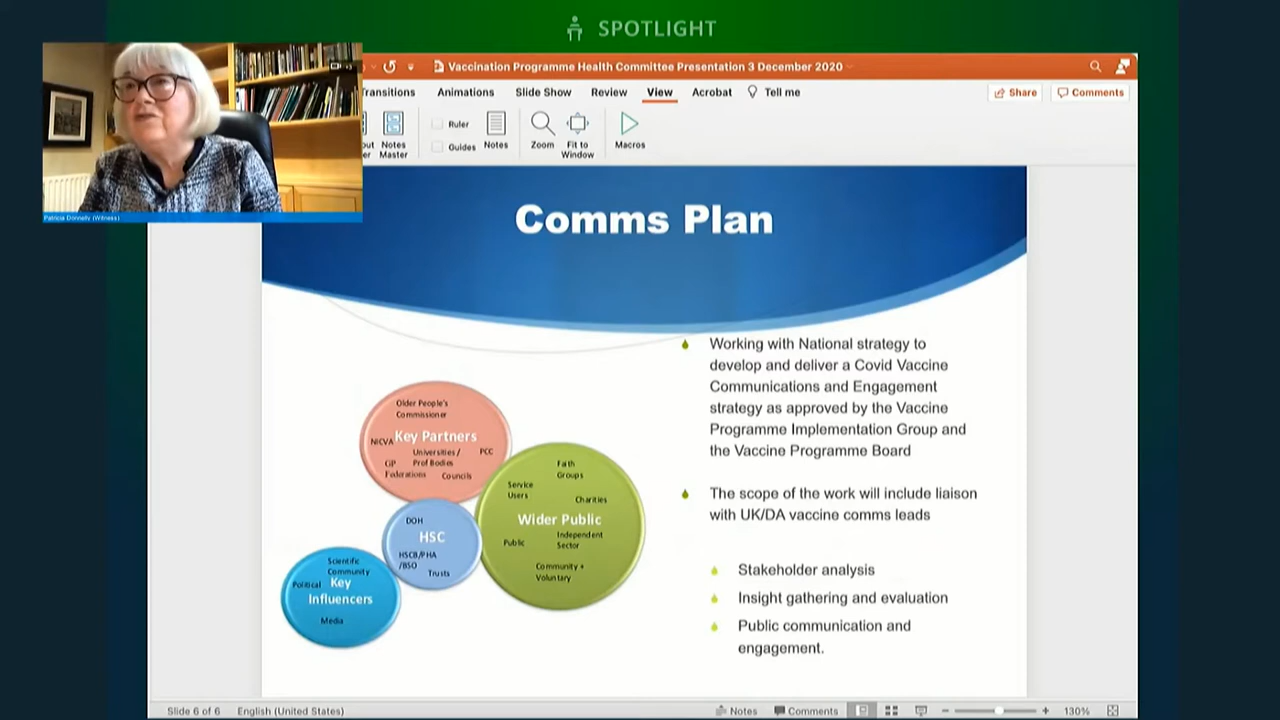 SPOTLIGHT
Vaccination Programme Health Committee Presentation 3 December 2020
Animations
Slide Show
Review
View
Acrobat
Tell me
Share
Comments
Ruler
Guides
Notes
Master
Notes
Zoom
Fit to
Window
Macros
Patricia Donnelly (Witness)
Comms Plan
Older People's
Commissioner
NICVA
Key Partners
Universities /
Prof Bodies
PCC
GP
Federations
Councils
Faith
Groups
Service
Users
Charities
Wider Public
Public
Independent
Sector
Community +
Voluntary
DOH
HSC
HSCB/PHA
/BSO
Trusts
Scientific
Community
Political
Key
Influencers
Media
Working with National strategy to
develop and deliver a Covid Vaccine
Communications and Engagement
strategy as approved by the Vaccine
Programme Implementation Group and
the Vaccine Programme Board
The scope of the work will include liaison
with UK/DA vaccine comms leads
Stakeholder analysis
Insight gathering and evaluation
Public communication and
engagement.
Slide 6 of 6
English (United States)
Notes
Comments
130%